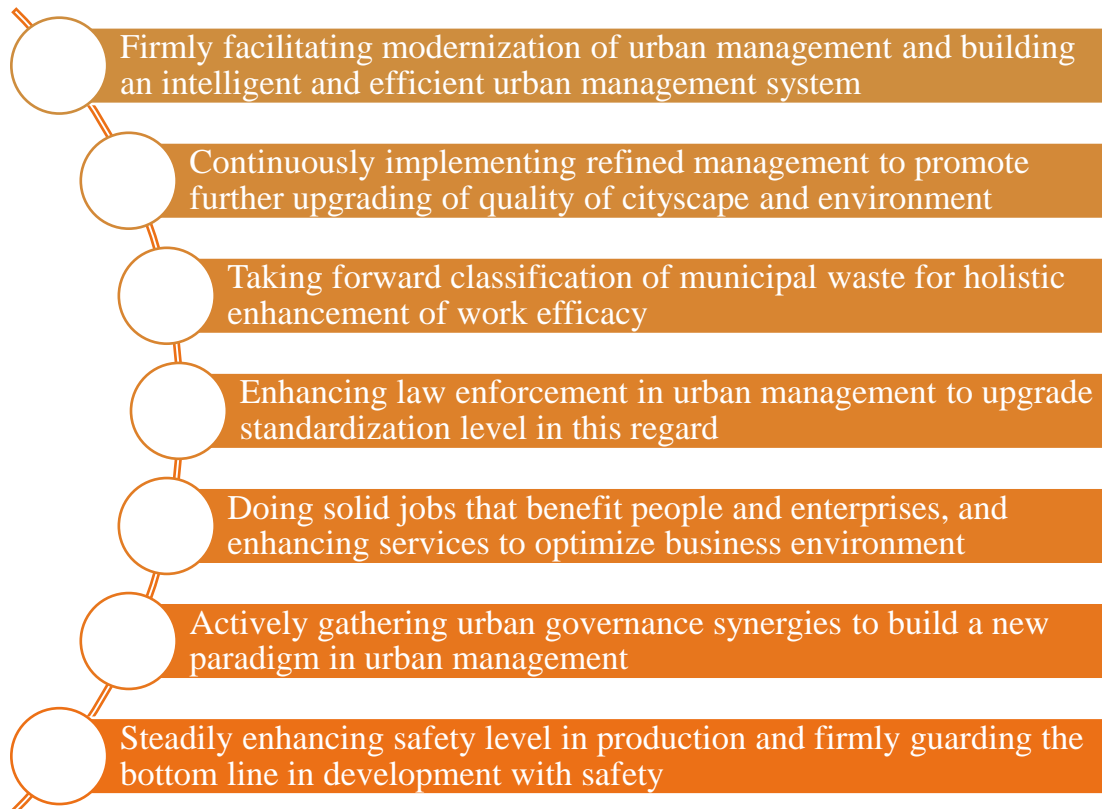 Firmly facilitating modernization of urban management and building
an intelligent and efficient urban management system
Continuously implementing refined management to promote
further upgrading of quality of cityscape and environment
Taking forward classification of municipal waste for holistic
enhancement of work efficacy
Enhancing law enforcement in urban management to upgrade
standardization level in this regard
Doing solid jobs that benefit people and enterprises, and
enhancing services to optimize business environment
Actively gathering urban governance synergies to build a new
paradigm in urban management
Steadily enhancing safety level in production and firmly guarding the
bottom line in development with safety